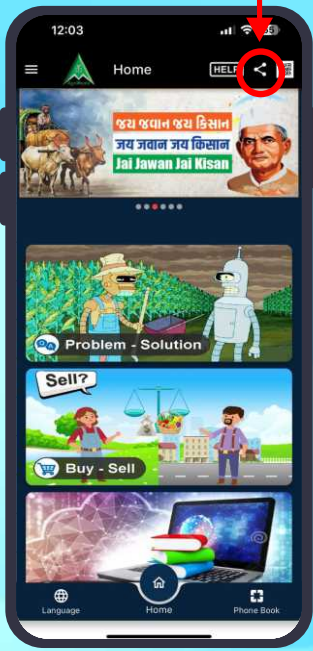 12:03
Home
HELP
જય જવાન જય કિસાન
जय जवान जय किसान
Jai Jawan Jai Kisan
Problem - Solution
Sell?
Buy - Sell
Language
Home
Phone Book